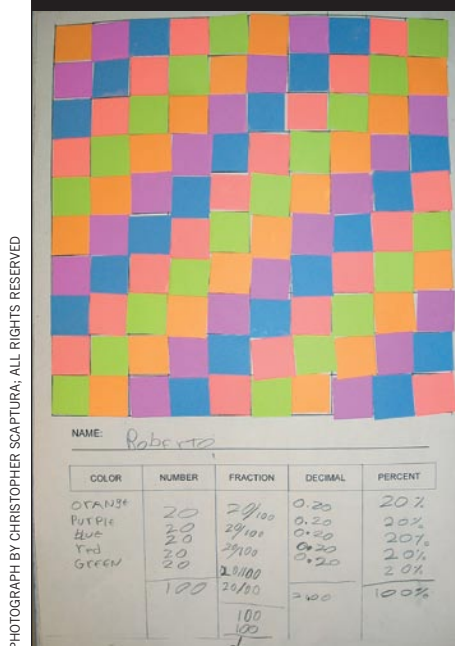 PHOTOGRAPH BY CHRISTOPHER SCAPTURA; ALL RIGHTS RESERVED
NAME: Roberto
COLOR NUMBER FRACTION DECIMAL PERCENT
ORANge 20 20/100 0.20 20%
PurPle 20 20/100 0.20 20%
blue 20 20/100 0.20 20%
red 20 20/100 0.20 20%
GreeN 20 20/100 0.20 20%
100 20/00 100%
100
100